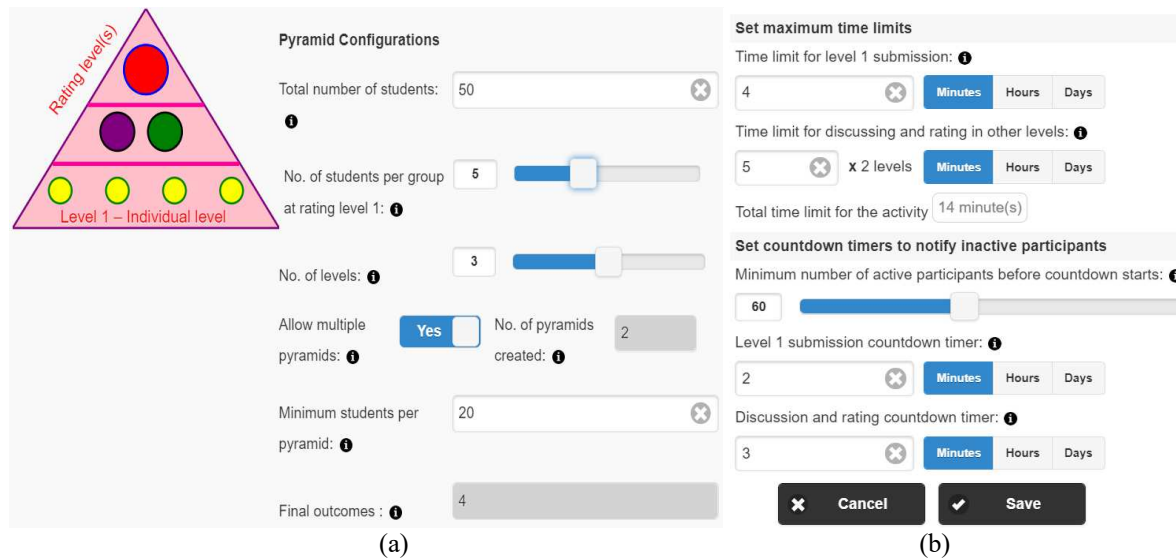 Rating level(s)
Level 1 – Individual level
Pyramid Configurations
Total number of students:
50
No. of students per group
at rating level 1:
5
No. of levels:
3
Allow multiple
pyramids:
Yes
No. of pyramids
created:
2
Minimum students per
pyramid:
20
Final outcomes :
4
(a)
Set maximum time limits
Time limit for level 1 submission:
4
Minutes Hours Days
Time limit for discussing and rating in other levels:
5 x 2 levels Minutes Hours Days
Total time limit for the activity 14 minute(s)
Set countdown timers to notify inactive participants
Minimum number of active participants before countdown starts:
60
Level 1 submission countdown timer:
2 Minutes Hours Days
Discussion and rating countdown timer:
3 Minutes Hours Days
Cancel Save
(b)